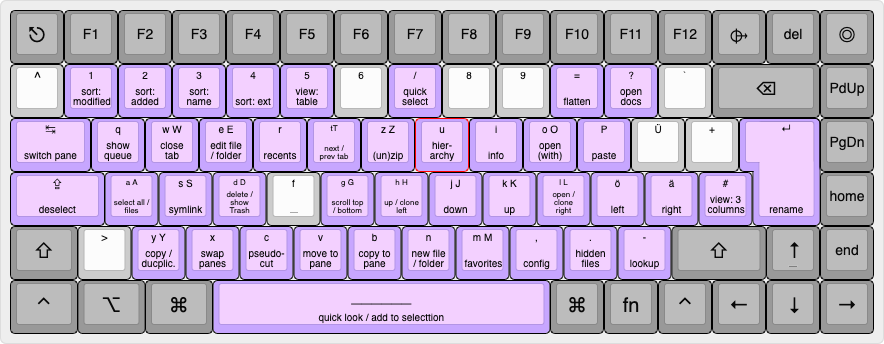 F1 F2 F3 F4 F5 F6 F7 F8 F9 F10 F11 F12 del
^ 1 2 3 4 5 6 / 8 9 = ? ` ⌫ PdUp
sort: modified sort: added sort: name sort: ext view: table quick select flatten open docs
↹ q w W e E r tT z Z u i o O P Ü + ↵ PgDn
switch pane show queue close tab edit file / folder recents next / prev tab (un)zip hier- archy info open (with) paste
⇪ a A s S d D f g G h H j J k K l L ö ä # home
deselect select all / files symlink delete / show Trash __ scroll top / bottom up / clone left down up open / clone right left right view: 3 columns rename
⇧ > y Y x c v b n m M , . - ⇧ ↑ end
copy / ducplic. swap panes pseudo- cut move to pane copy to pane new file / folder favorites config hidden files lookup
^ ⌥ ⌘ ⌘ fn ^ ← ↓ →
quick look / add to selecttion